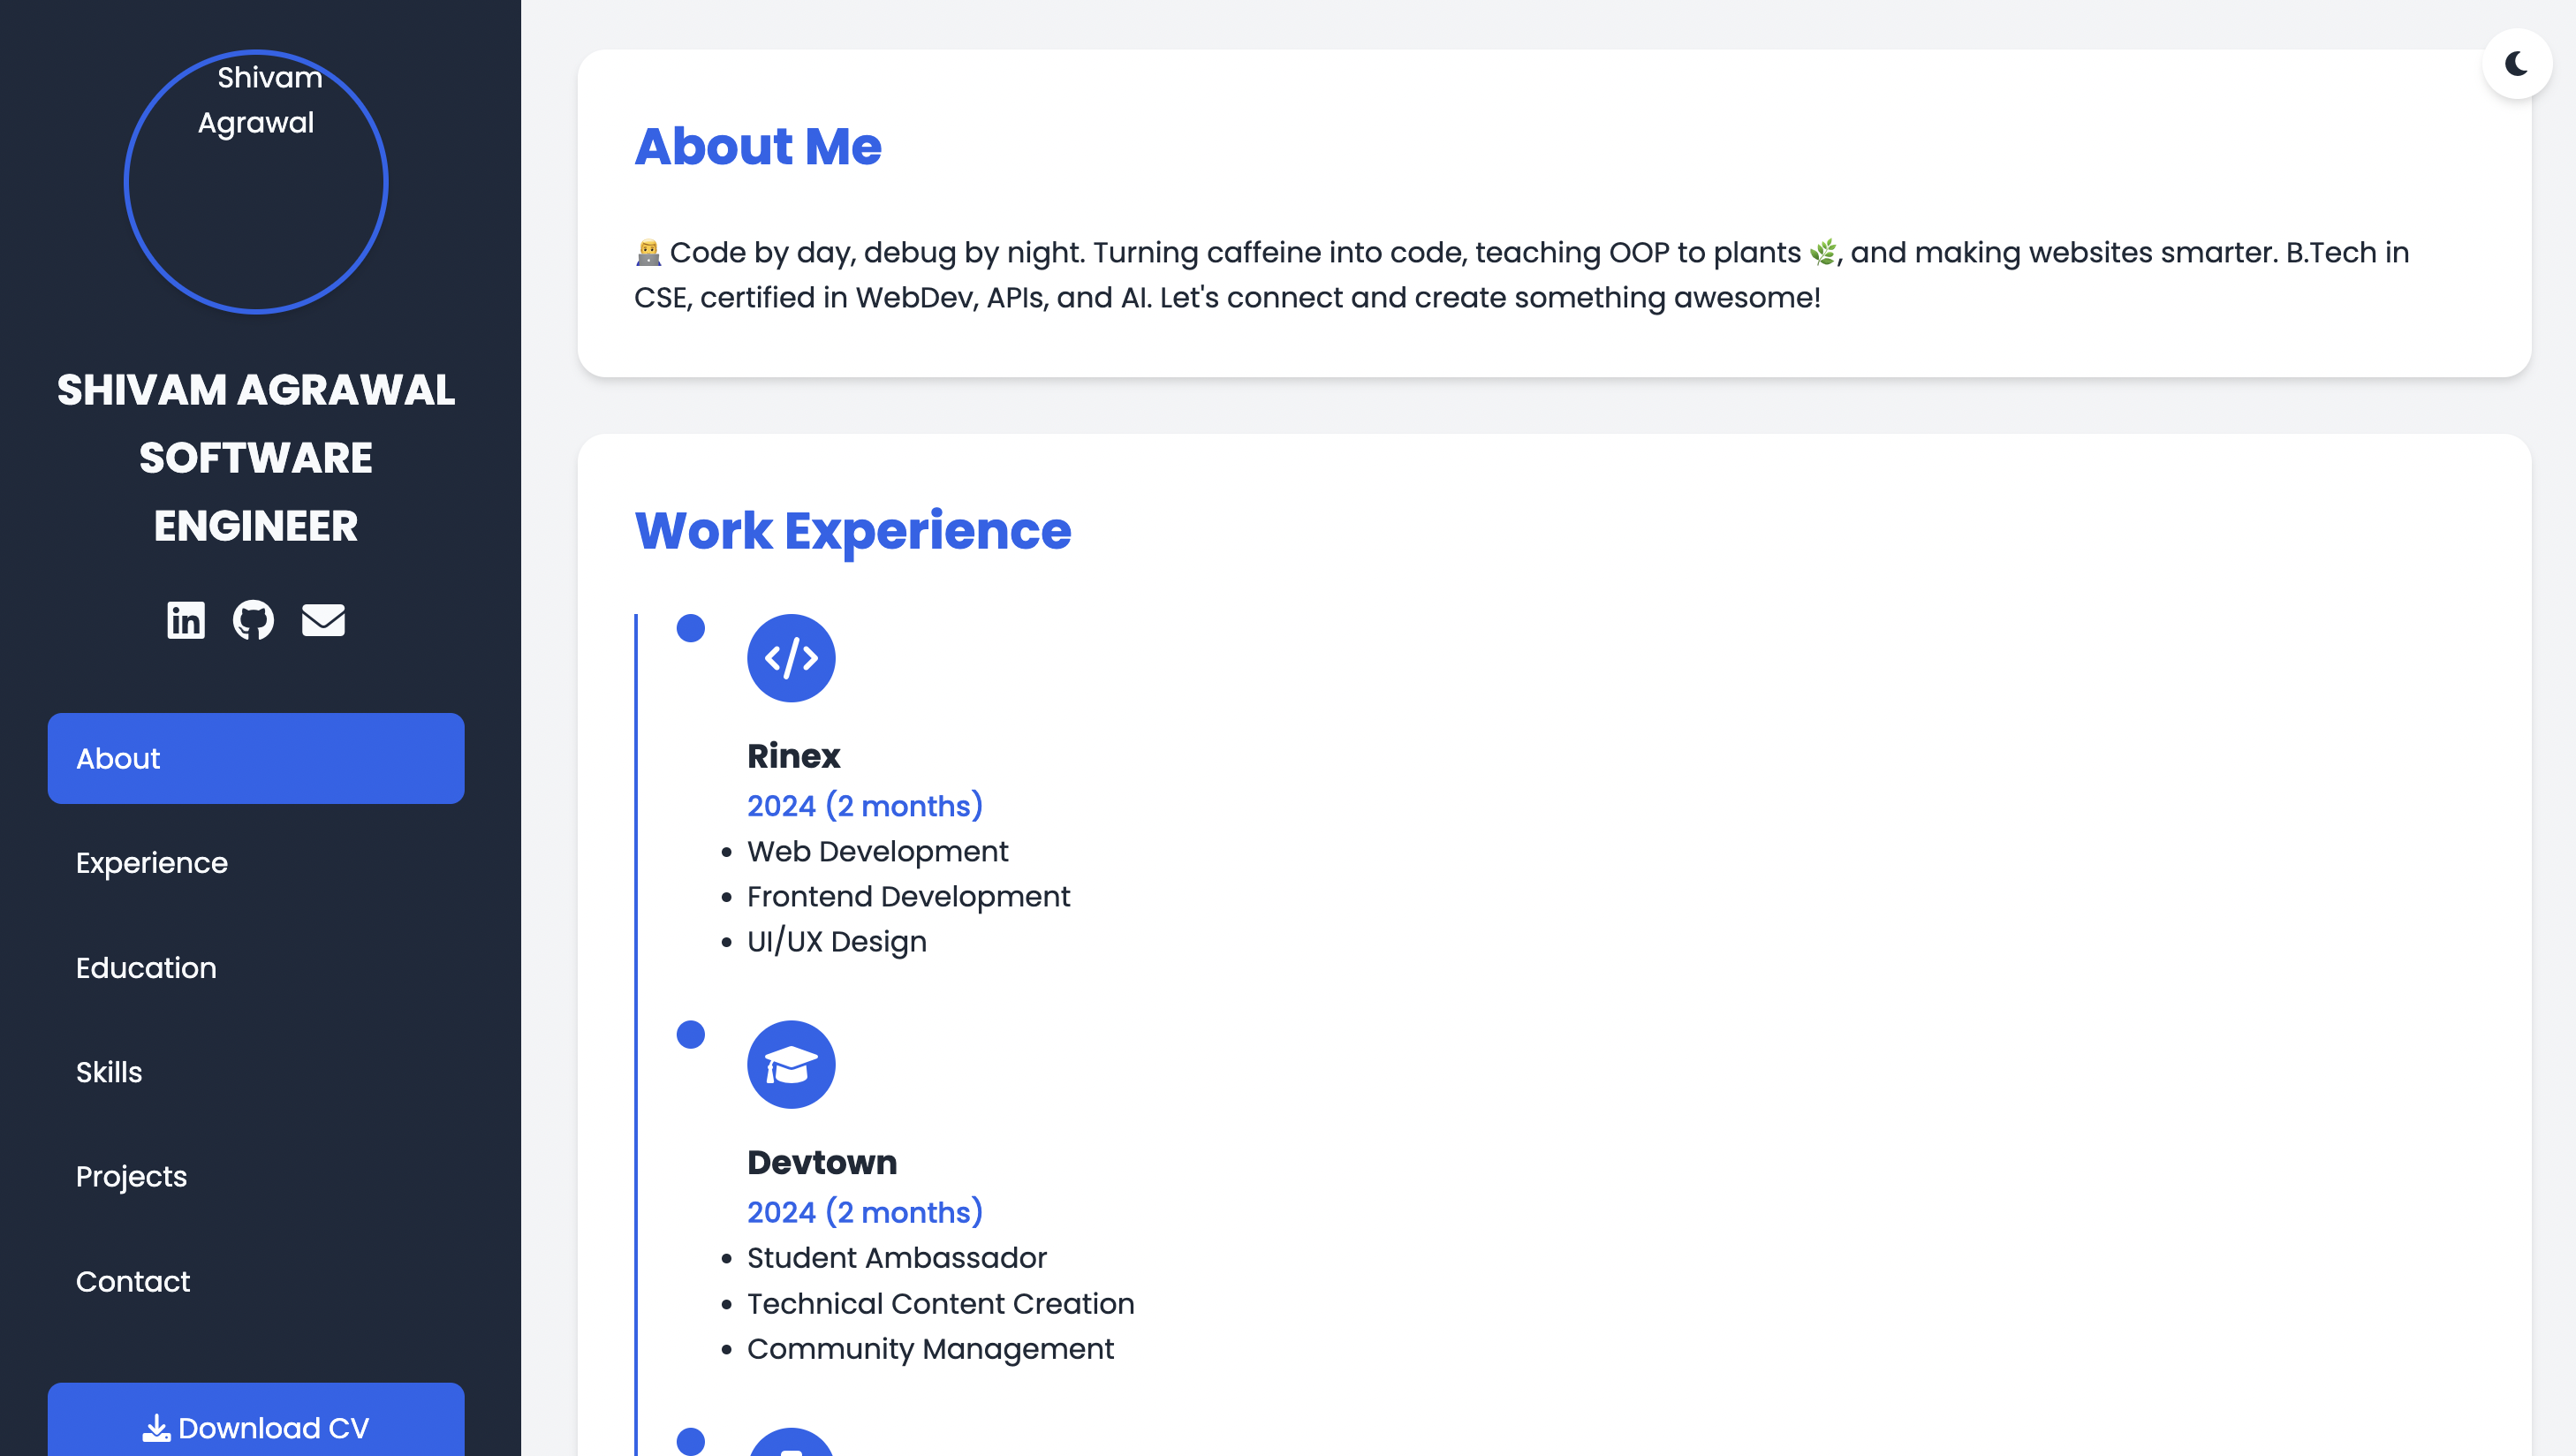 Shivam
Agrawal
SHIVAM AGRAWAL
SOFTWARE
ENGINEER
About
Experience
Education
Skills
Projects
Contact
Download CV
About Me
👨‍💻 Code by day, debug by night. Turning caffeine into code, teaching OOP to plants 🌿, and making websites smarter. B.Tech in
CSE, certified in WebDev, APIs, and AI. Let's connect and create something awesome!
Work Experience
Rinex
2024 (2 months)
• Web Development
• Frontend Development
• UI/UX Design
Devtown
2024 (2 months)
• Student Ambassador
• Technical Content Creation
• Community Management